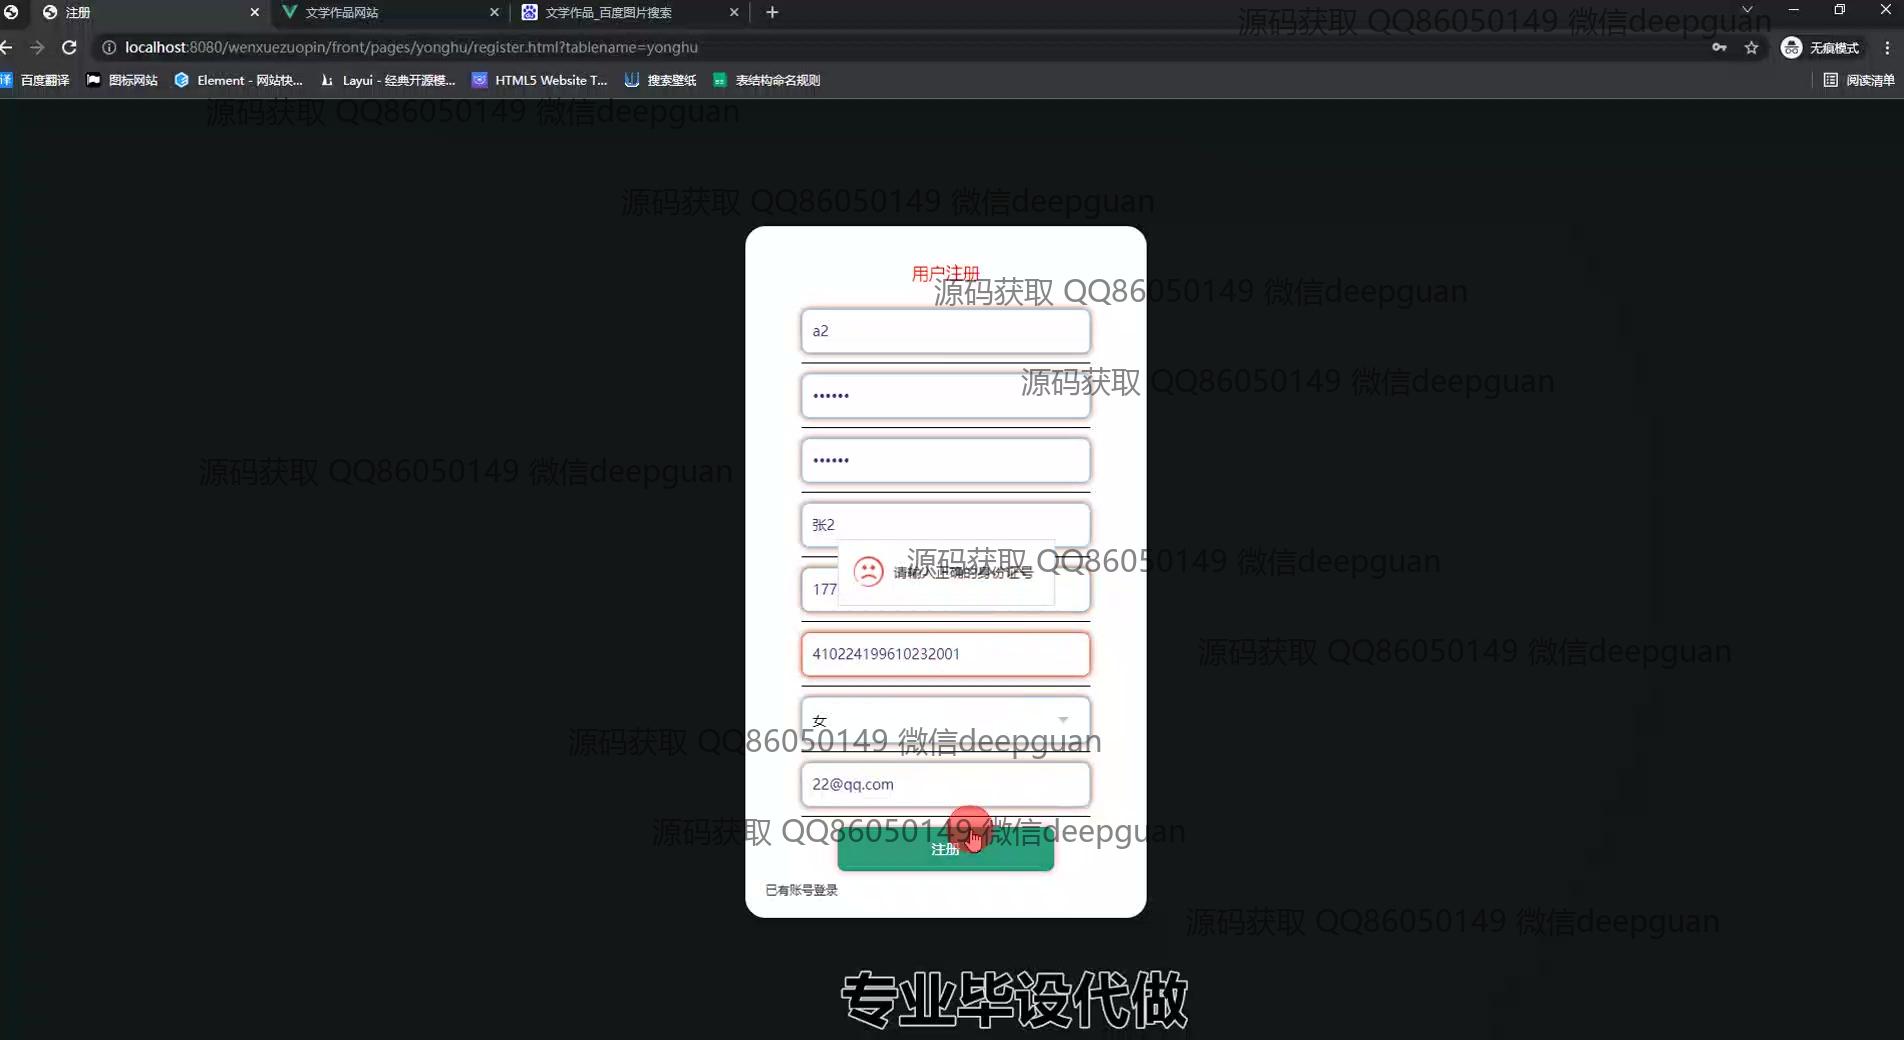 注册
文学作品网站
文学作品_百度图片搜索
源码获取 QQ86050149 微信deepguan
localhost:8080/wenxuezuopin/front/pages/yonghu/register.html?tablename=yonghu
无痕模式
译
百度翻译
图标网站
Element - 网站快...
Layui - 经典开源模...
HTML5 Website T...
搜索壁纸
表结构命名规则
阅读清单
源码获取 QQ86050149 微信deepguan
源码获取 QQ86050149 微信deepguan
用户注册
源码获取 QQ86050149 微信deepguan
a2
源码获取 QQ86050149 微信deepguan
••••••
••••••
源码获取 QQ86050149 微信deepguan
张2
源码获取 QQ86050149 微信deepguan
请输入正确的身份证号
177
源码获取 QQ86050149 微信deepguan
410224199610232001
女
源码获取 QQ86050149 微信deepguan
22@qq.com
源码获取 QQ86050149 微信deepguan
注册
已有账号登录
源码获取 QQ86050149 微信deepguan
专业毕设代做